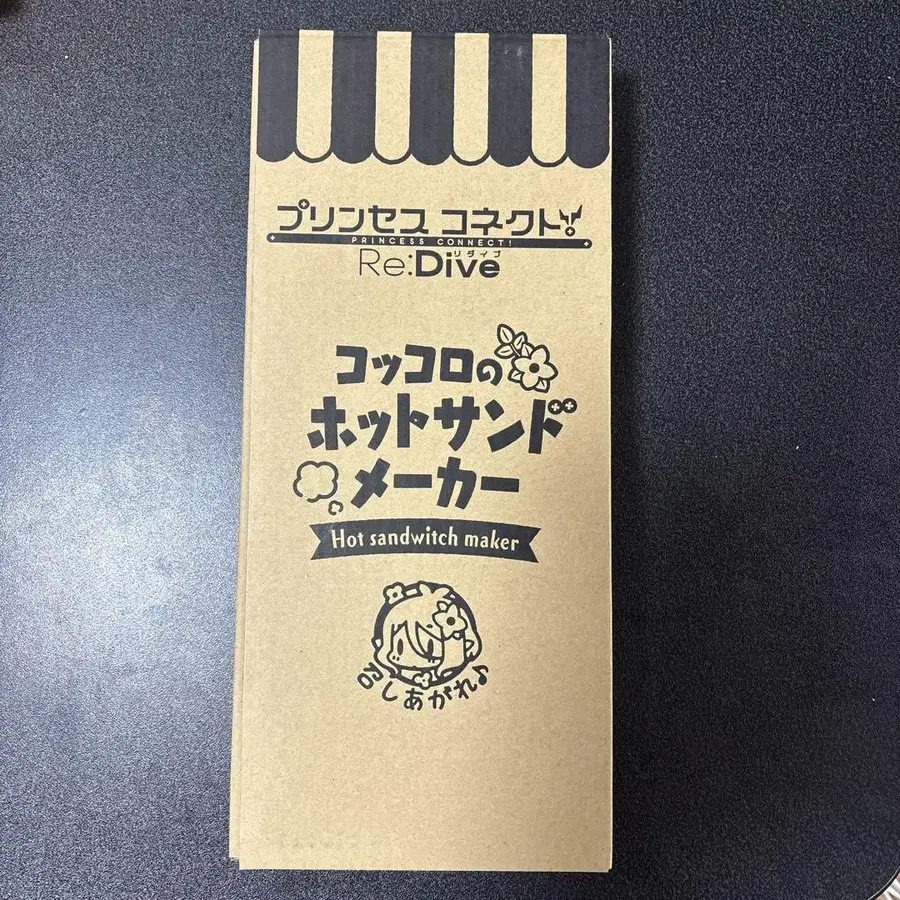 プリンセスコネクト!
PRINCESS CONNECT!
リダイブ
Re:Dive
コッコロの
ホットサンド
メーカー
Hot sandwitch maker
召しあがれ♪